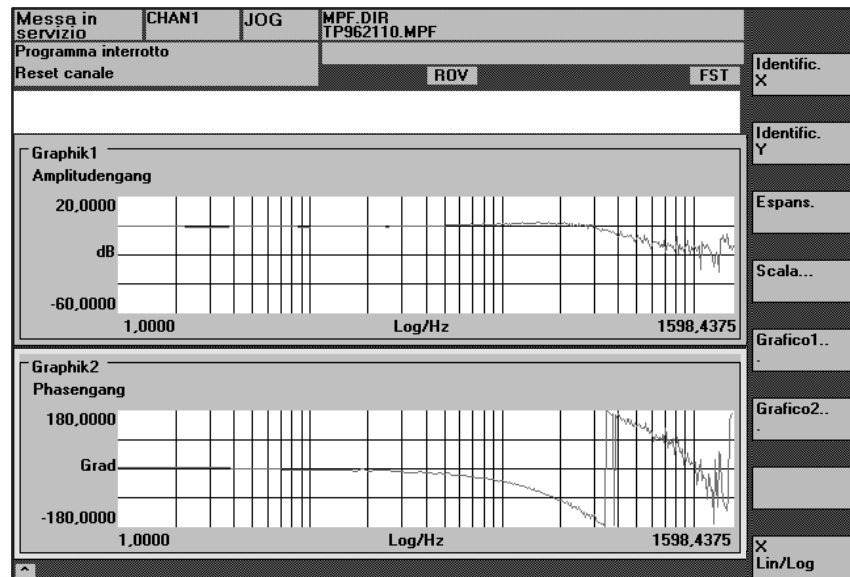 Messa in
servizio
CHAN1
JOG
MPF.DIR
TP962110.MPF
Programma interrotto
Reset canale
ROV
FST
Identific.
X
Identific.
Y
Espans.
Scala...
Grafico1..
.
Grafico2..
.
X
Lin/Log
Graphik1
Amplitudengang
20,0000
dB
-60,0000
1,0000
Log/Hz
1598,4375
Graphik2
Phasengang
180,0000
Grad
-180,0000
1,0000
Log/Hz
1598,4375
^